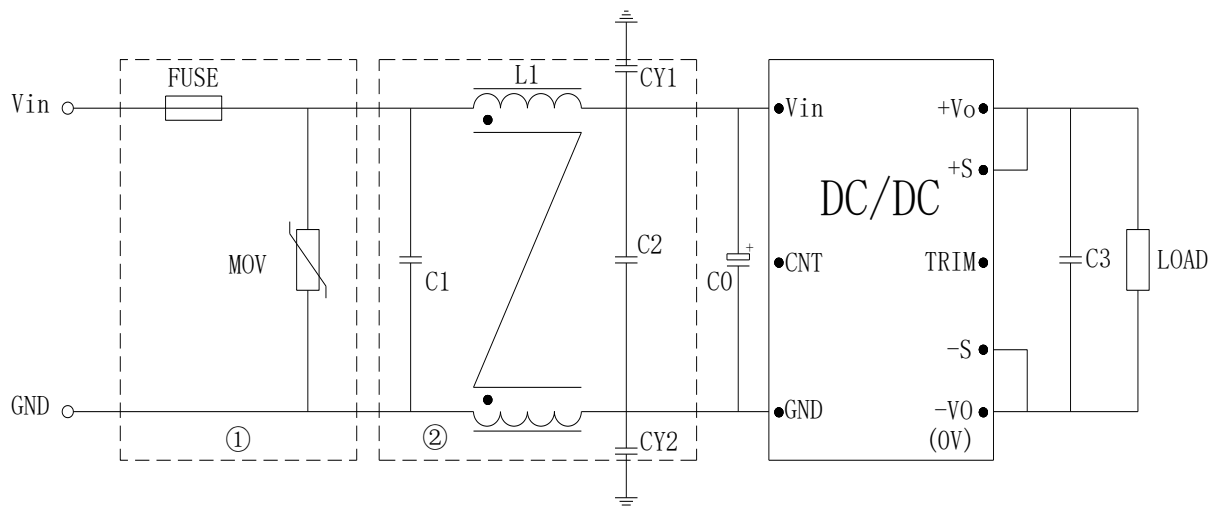 FUSE
L1
CY1
Vin
Vin
+Vo
+S
DC/DC
MOV
C1
C2
+
C0
CNT
TRIM
C3
LOAD
-S
GND
GND
-VO
(0V)
①
②
CY2